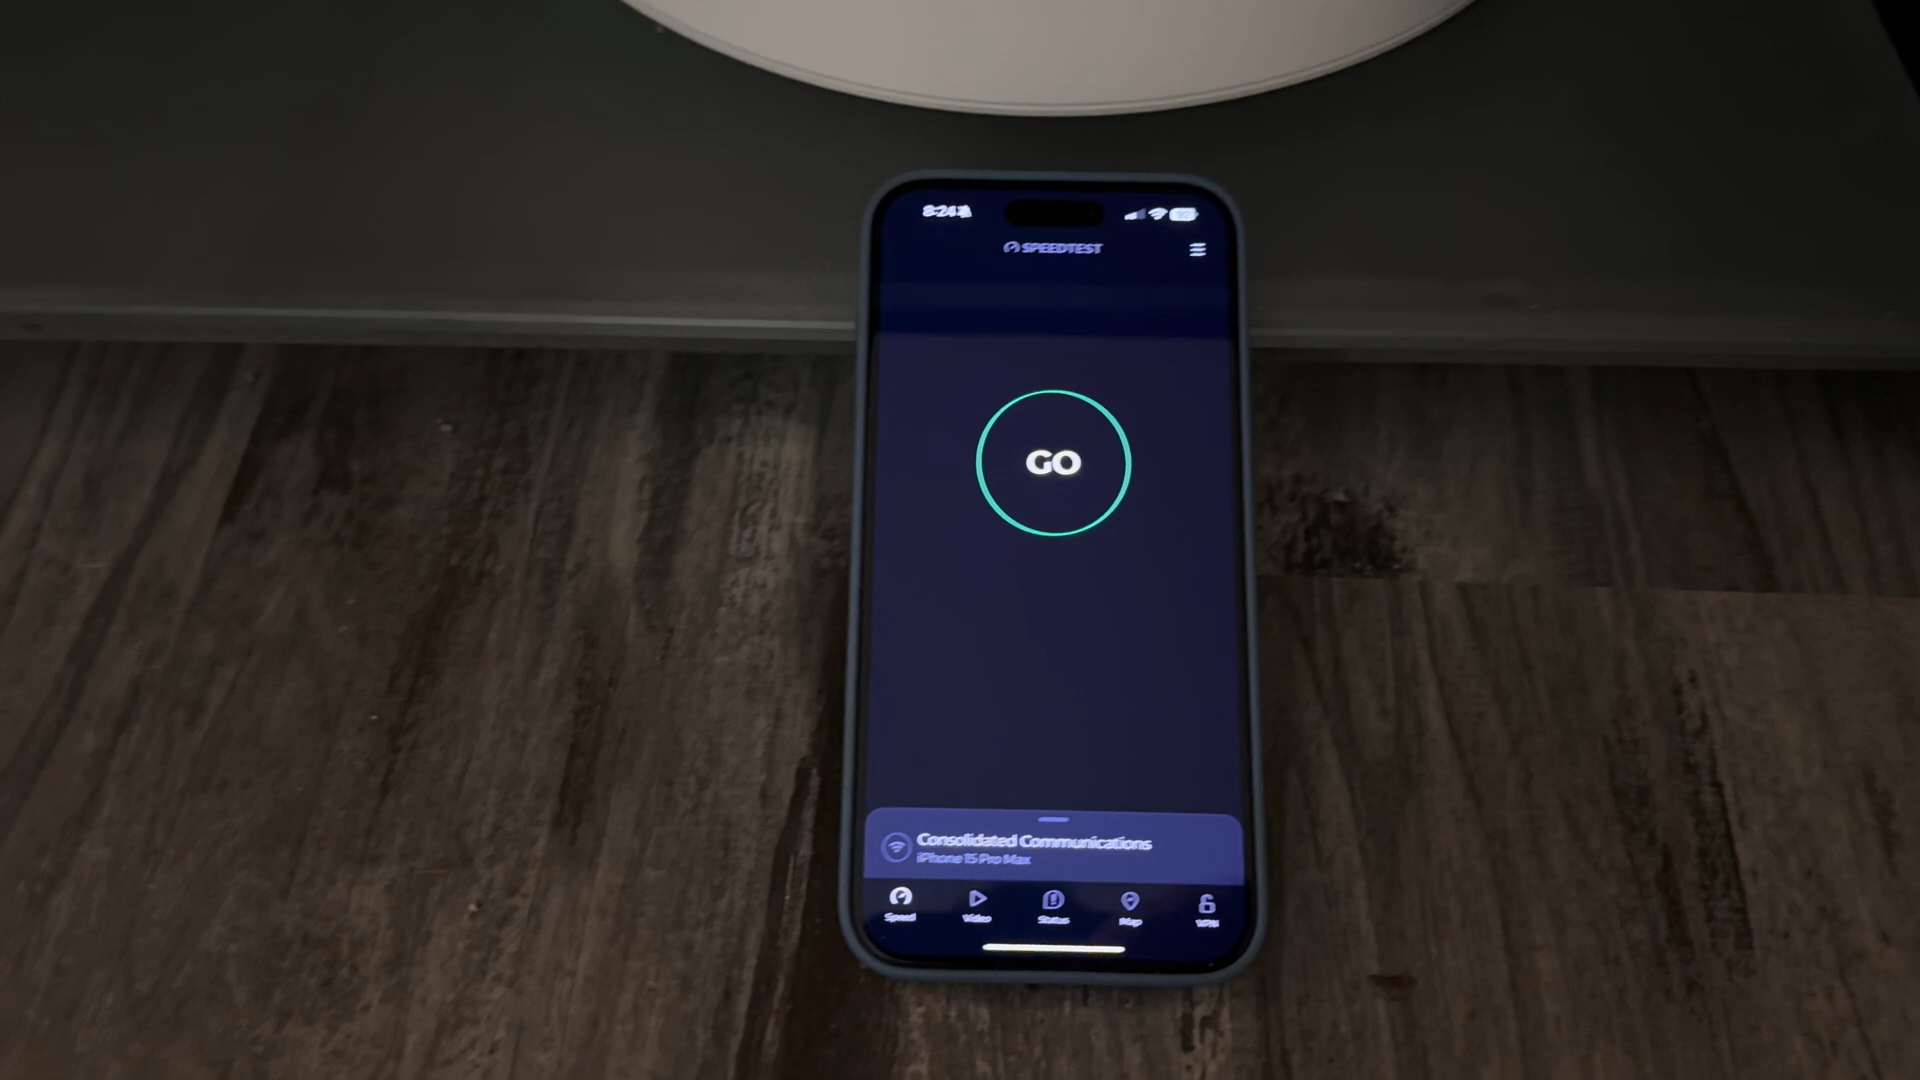 8:24
SPEEDTEST
GO
Consolidated Communications
iPhone 15 Pro Max
Speed Video Status Map VPN